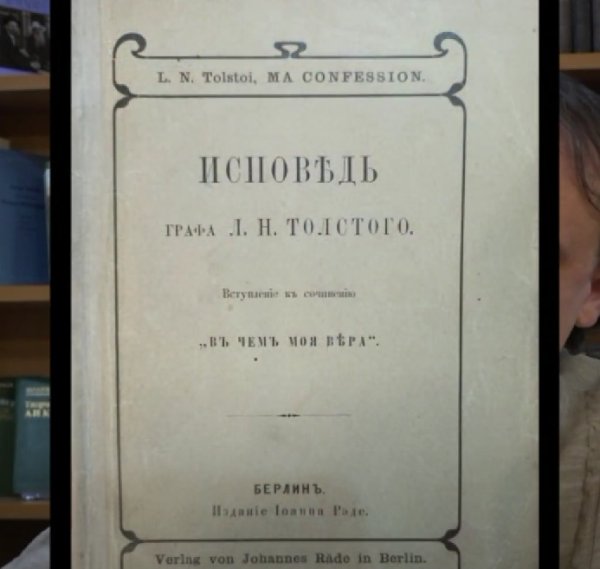 L. N. Tolstoi, MA CONFESSION.
ИСПОВѢДЬ
ГРАФА Л. Н. ТОЛСТОГО.
Вступленіе къ сочиненію
„ВЪ ЧЕМЪ МОЯ ВѢРА“.
БЕРЛИНЪ.
Изданіе Іоанна Рэде.
Verlag von Johannes Räde in Berlin.